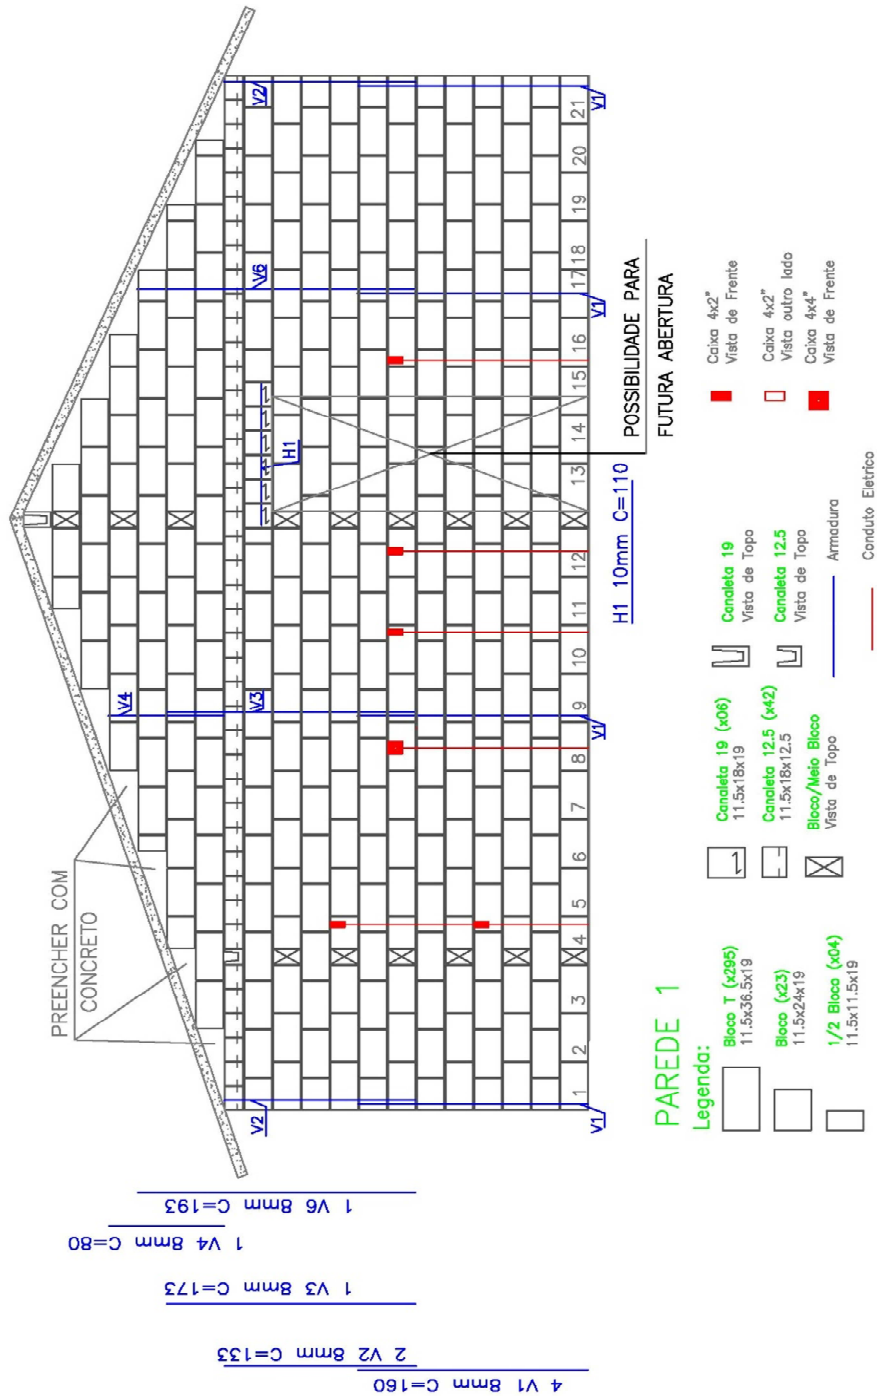 PREENCHER COM
CONCRETO
V4
V6
V2
V3
V2
H1
V1
V1
V1
V1
1 2 3 4 5 6 7 8 9 10 11 12 13 14 15 16 17 18 19 20 21
POSSIBILIDADE PARA
FUTURA ABERTURA
H1 10mm C=110
4 V1 8mm C=160
2 V2 8mm C=133
1 V3 8mm C=173
1 V4 8mm C=80
1 V6 8mm C=193
PAREDE 1
Legenda:
Bloco T (x295)
11.5x36.5x19
Bloco (x23)
11.5x24x19
1/2 Bloco (x04)
11.5x11.5x19
Canaleta 19 (x06)
11.5x18x19
Canaleta 12.5 (x42)
11.5x18x12.5
Bloco/Meio Bloco
Vista de Topo
Canaleta 19
Vista de Topo
Canaleta 12.5
Vista de Topo
Armadura
Conduto Eletrico
Caixa 4x2"
Vista de Frente
Caixa 4x2"
Vista outro lado
Caixa 4x4"
Vista de Frente